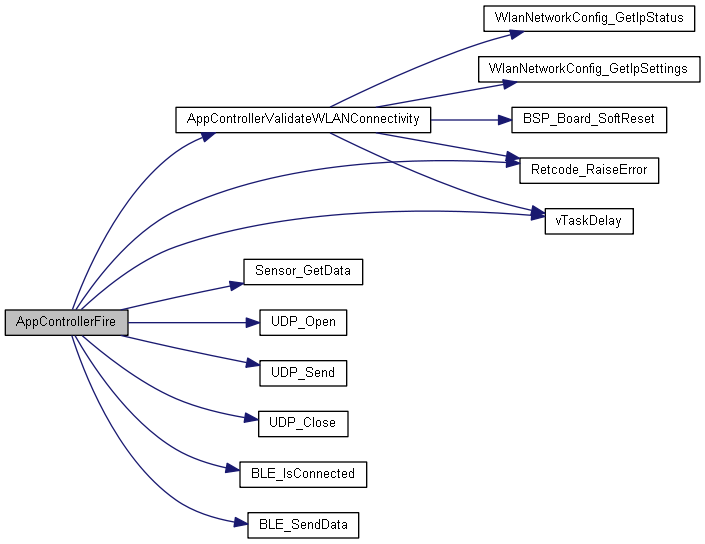 WlanNetworkConfig_GetIpStatus
WlanNetworkConfig_GetIpSettings
AppControllerValidateWLANConnectivity
BSP_Board_SoftReset
Retcode_RaiseError
vTaskDelay
Sensor_GetData
AppControllerFire
UDP_Open
UDP_Send
UDP_Close
BLE_IsConnected
BLE_SendData